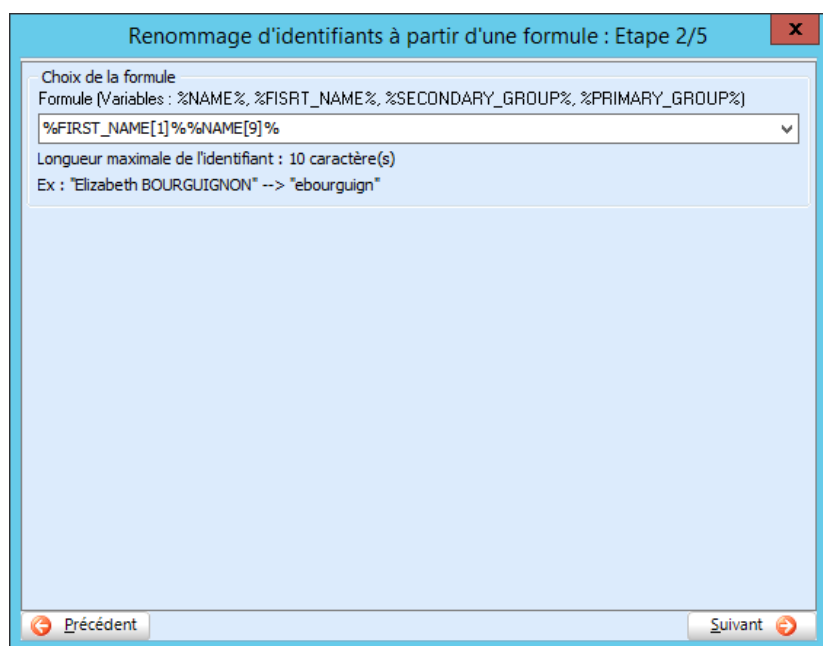 Renommage d'identifiants à partir d'une formule : Etape 2/5
x
Choix de la formule
Formule (Variables : %NAME%, %FISRT_NAME%, %SECONDARY_GROUP%, %PRIMARY_GROUP%)
%FIRST_NAME[1]%%NAME[9]%
Longueur maximale de l'identifiant : 10 caractère(s)
Ex : "Elizabeth BOURGUIGNON" --> "ebourguign"
Précédent
Suivant